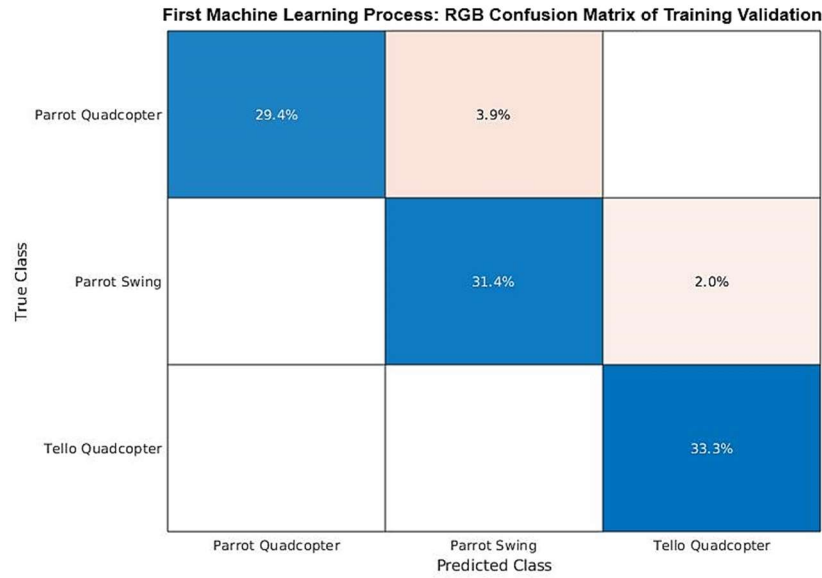 First Machine Learning Process: RGB Confusion Matrix of Training Validation
Parrot Quadcopter
29.4%
3.9%
True Class
Parrot Swing
31.4%
2.0%
Tello Quadcopter
33.3%
Parrot Quadcopter
Parrot Swing
Tello Quadcopter
Predicted Class